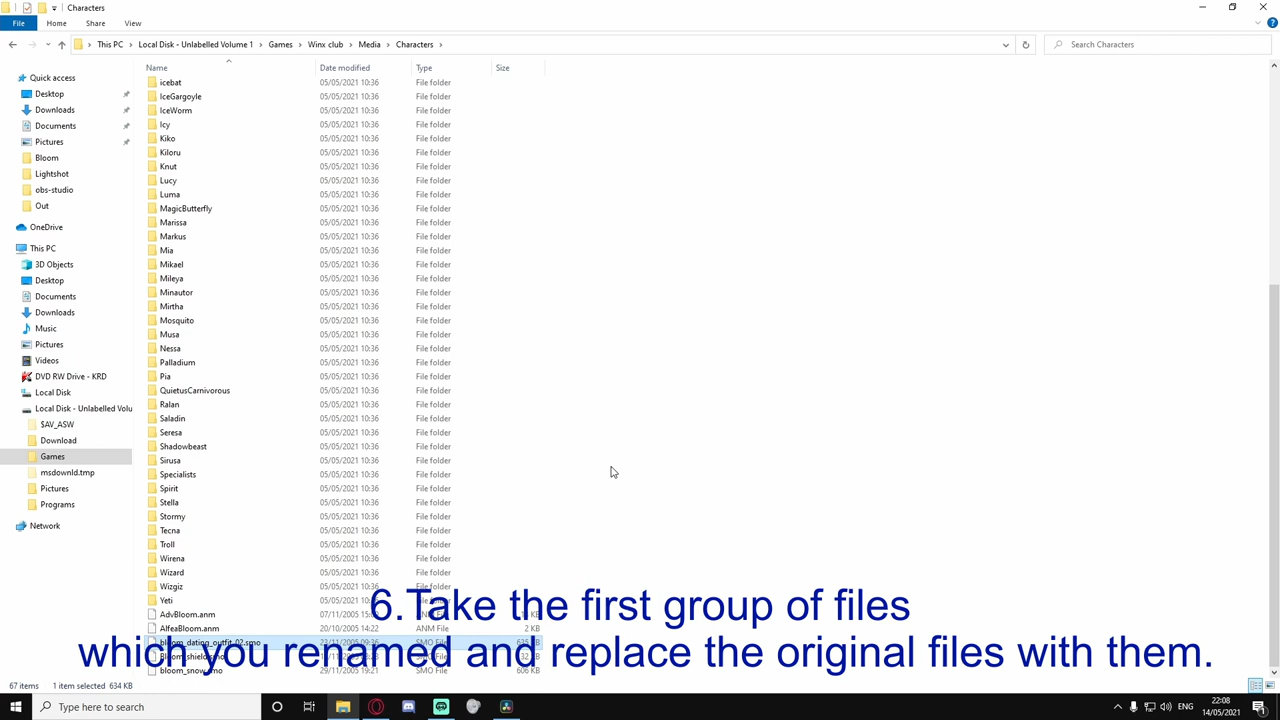 Characters
File
Home
Share
View
This PC
Local Disk - Unlabelled Volume 1
Games
Winx club
Media
Characters
Search Characters
Name
Date modified
Type
Size
Quick access
Desktop
Downloads
Documents
Pictures
Bloom
Lightshot
obs-studio
Out
OneDrive
This PC
3D Objects
Desktop
Documents
Downloads
Music
Pictures
Videos
DVD RW Drive - KRD
Local Disk
Local Disk - Unlabelled Volu
$AV_ASW
Download
Games
msdownld.tmp
Pictures
Programs
Network
icebat 05/05/2021 10:36 File folder
IceGargoyle 05/05/2021 10:36 File folder
IceWorm 05/05/2021 10:36 File folder
Icy 05/05/2021 10:36 File folder
Kiko 05/05/2021 10:36 File folder
Kiloru 05/05/2021 10:36 File folder
Knut 05/05/2021 10:36 File folder
Lucy 05/05/2021 10:36 File folder
Luma 05/05/2021 10:36 File folder
MagicButterfly 05/05/2021 10:36 File folder
Marissa 05/05/2021 10:36 File folder
Markus 05/05/2021 10:36 File folder
Mia 05/05/2021 10:36 File folder
Mikael 05/05/2021 10:36 File folder
Mileya 05/05/2021 10:36 File folder
Minautor 05/05/2021 10:36 File folder
Mirtha 05/05/2021 10:36 File folder
Mosquito 05/05/2021 10:36 File folder
Musa 05/05/2021 10:36 File folder
Nessa 05/05/2021 10:36 File folder
Palladium 05/05/2021 10:36 File folder
Pia 05/05/2021 10:36 File folder
QuietusCarnivorous 05/05/2021 10:36 File folder
Ralan 05/05/2021 10:36 File folder
Saladin 05/05/2021 10:36 File folder
Seresa 05/05/2021 10:36 File folder
Shadowbeast 05/05/2021 10:36 File folder
Sirusa 05/05/2021 10:36 File folder
Specialists 05/05/2021 10:36 File folder
Spirit 05/05/2021 10:36 File folder
Stella 05/05/2021 10:36 File folder
Stormy 05/05/2021 10:36 File folder
Tecna 05/05/2021 10:36 File folder
Troll 05/05/2021 10:36 File folder
Wirena 05/05/2021 10:36 File folder
Wizard 05/05/2021 10:36 File folder
Wizgiz 05/05/2021 10:36 File folder
Yeti 05/05/2021 10:36 File folder
AdvBloom.anm 07/11/2005 ANM File KB
AlfeaBloom.anm 20/10/2005 14:22 ANM File 2 KB
bloom_dating_outfit_02.smo 23/11/2005 09:36 SMO File 635 KB
SMO File KB
29/11/2005 19:21 SMO File 606 KB
6.Take the first group of files
which you renamed and replace the original files with them.
67 items 1 item selected 634 KB
Type here to search
ENG
22:08
14/05/2021